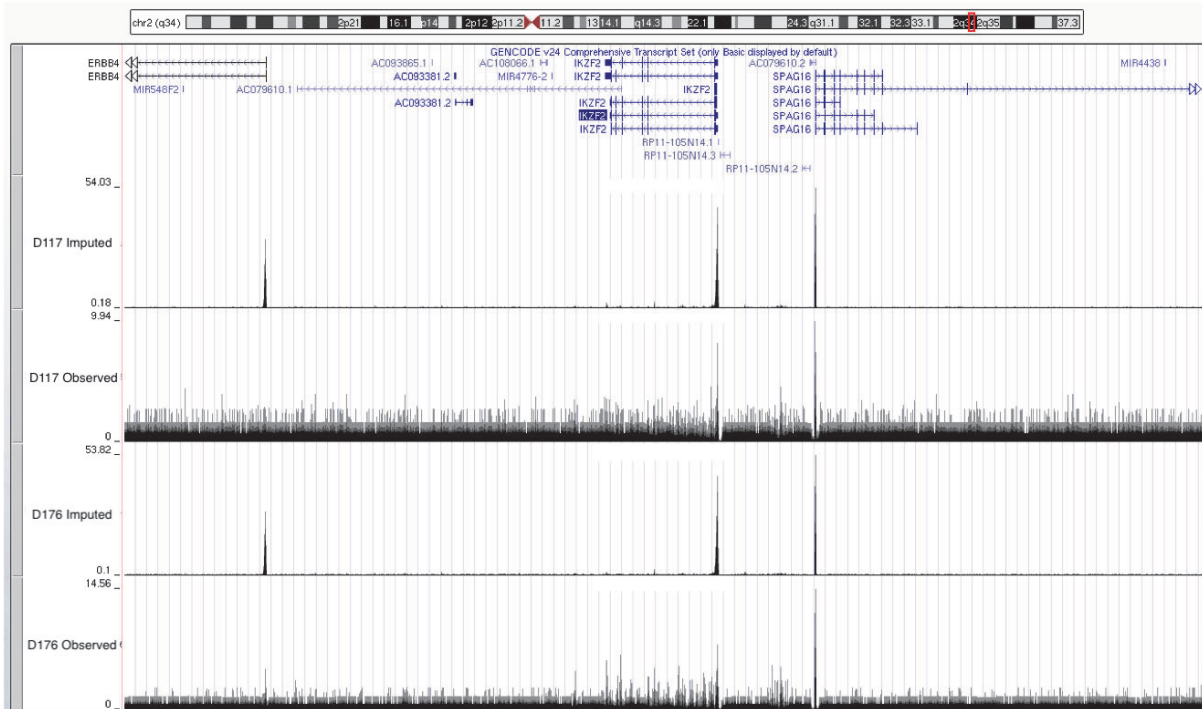 chr2 (q34) 2p21 16.1 p14 2p12 2p11.2 11.2 13 14.1 q14.3 22.1 24.3 q31.1 32.1 32.3 33.1 2q34 2q35 37.3
GENCODE v24 Comprehensive Transcript Set (only Basic displayed by default)
ERBB4 AC093865.1 AC108066.1 IKZF2 AC079610.2 MIR4438
ERBB4 AC093381.2 MIR4776-2 IKZF2 SPAG16
MIR548F2 AC079610.1 IKZF2 SPAG16
AC093381.2 IKZF2 SPAG16
IKZF2 SPAG16
IKZF2 SPAG16
RP11-105N14.1
RP11-105N14.3
RP11-105N14.2
54.03
D117 Imputed
0.18
9.94
D117 Observed
0
53.82
D176 Imputed
0.1
14.56
D176 Observed
0